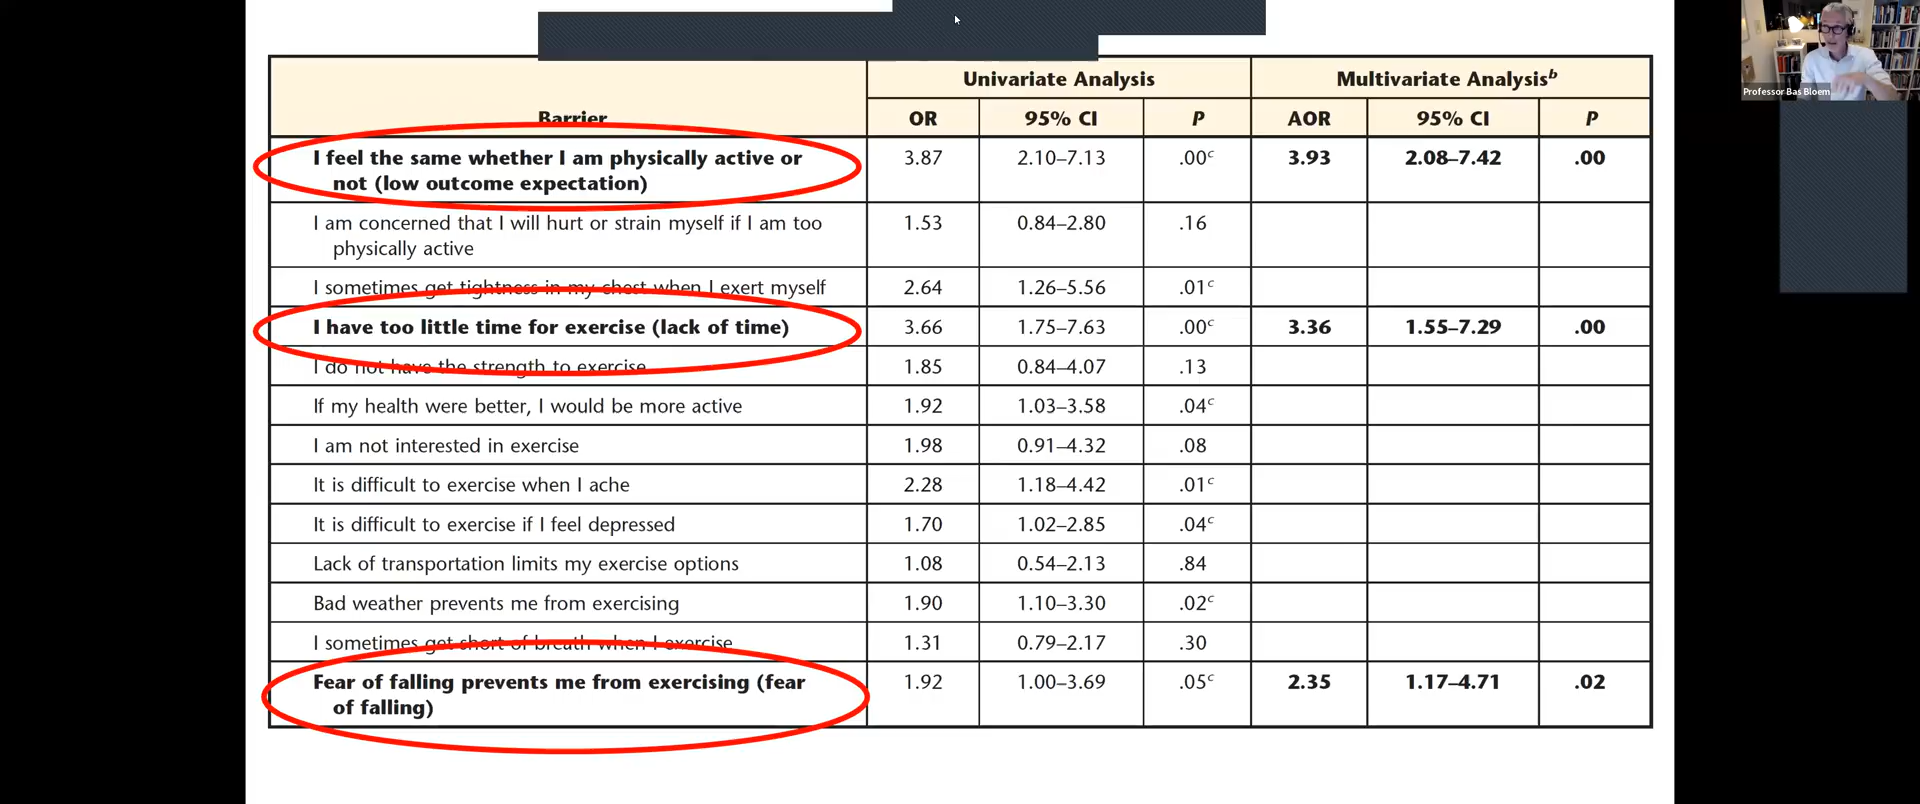 Univariate Analysis Multivariate Analysisᵇ
Barrier OR 95% CI P AOR 95% CI P
I feel the same whether I am physically active or 3.87 2.10–7.13 .00ᶜ 3.93 2.08–7.42 .00
not (low outcome expectation)
I am concerned that I will hurt or strain myself if I am too 1.53 0.84–2.80 .16
physically active
I sometimes get tightness in my chest when I exert myself 2.64 1.26–5.56 .01ᶜ
I have too little time for exercise (lack of time) 3.66 1.75–7.63 .00ᶜ 3.36 1.55–7.29 .00
I do not have the strength to exercise 1.85 0.84–4.07 .13
If my health were better, I would be more active 1.92 1.03–3.58 .04ᶜ
I am not interested in exercise 1.98 0.91–4.32 .08
It is difficult to exercise when I ache 2.28 1.18–4.42 .01ᶜ
It is difficult to exercise if I feel depressed 1.70 1.02–2.85 .04ᶜ
Lack of transportation limits my exercise options 1.08 0.54–2.13 .84
Bad weather prevents me from exercising 1.90 1.10–3.30 .02ᶜ
I sometimes get short of breath when I exercise 1.31 0.79–2.17 .30
Fear of falling prevents me from exercising (fear 1.92 1.00–3.69 .05ᶜ 2.35 1.17–4.71 .02
of falling)
Professor Bas Bloem